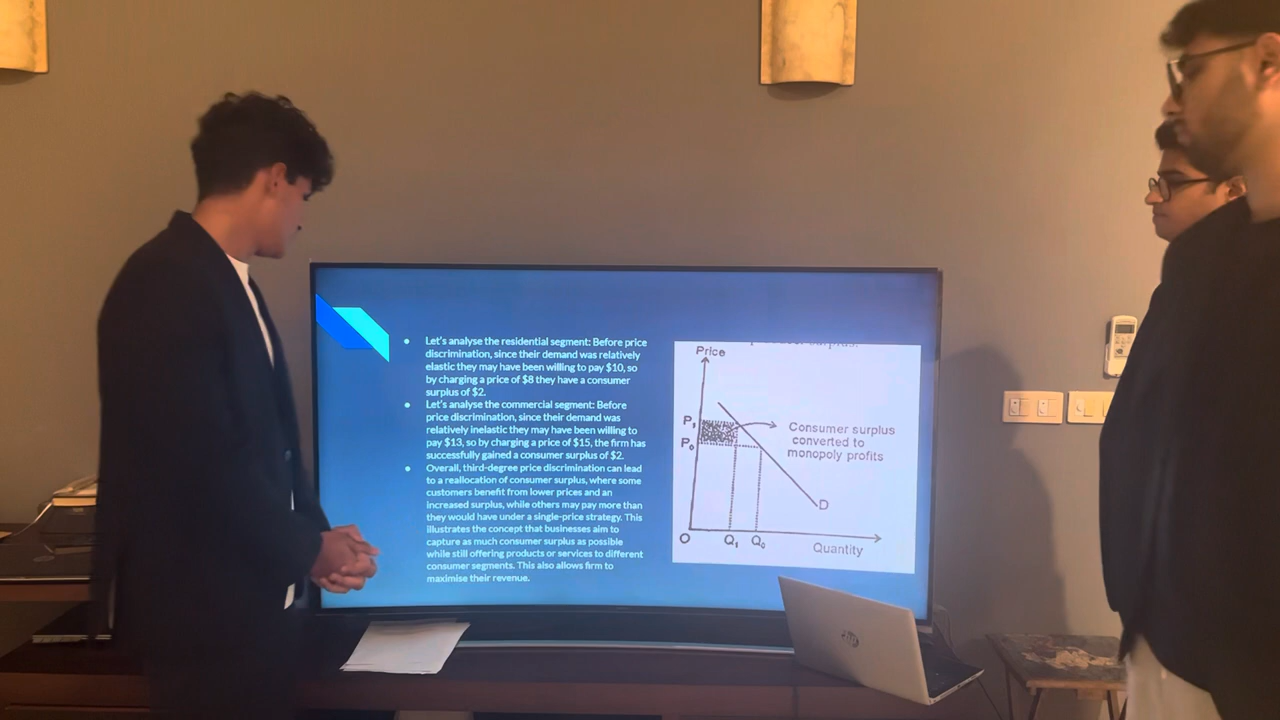 ● Let's analyse the residential segment: Before price
discrimination, since their demand was relatively
elastic they may have been willing to pay $10, so
by charging a price of $8 they have a consumer
surplus of $2.
● Let's analyse the commercial segment: Before
price discrimination, since their demand was
relatively inelastic they may have been willing to
pay $13, so by charging a price of $15, the firm has
successfully gained a consumer surplus of $2.
● Overall, third-degree price discrimination can lead
to a reallocation of consumer surplus, where some
customers benefit from lower prices and an
increased surplus, while others may pay more than
they would have under a single-price strategy. This
illustrates the concept that businesses aim to
capture as much consumer surplus as possible
while still offering products or services to different
consumer segments. This also allows firm to
maximise their revenue.
surplus.
Price
P₁
P₀
Consumer surplus
converted to
monopoly profits
D
O
Q₁
Q₀
Quantity
hp